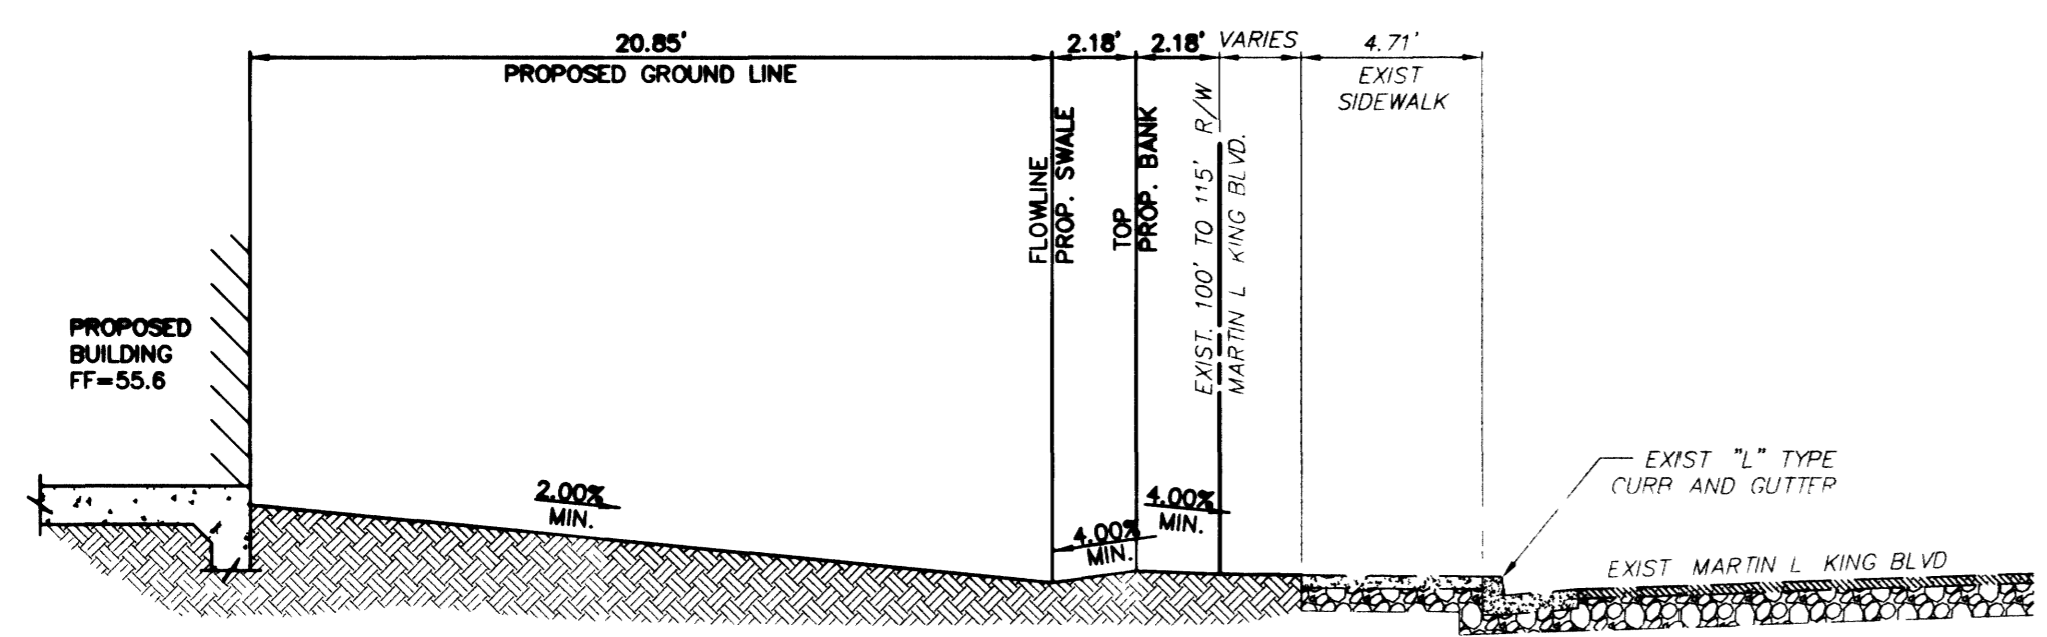 20.85'
PROPOSED GROUND LINE
2.18'
2.18'
VARIES
4.71'
EXIST
SIDEWALK
FLOWLINE
PROP. SWALE
TOP
PROP. BANK
EXIST. 100' TO 115' R/W
MARTIN L KING BLVD.
PROPOSED
BUILDING
FF=55.6
2.00%
MIN.
4.00%
MIN.
4.00%
MIN.
EXIST "L" TYPE
CURB AND GUTTER
EXIST MARTIN L KING BLVD